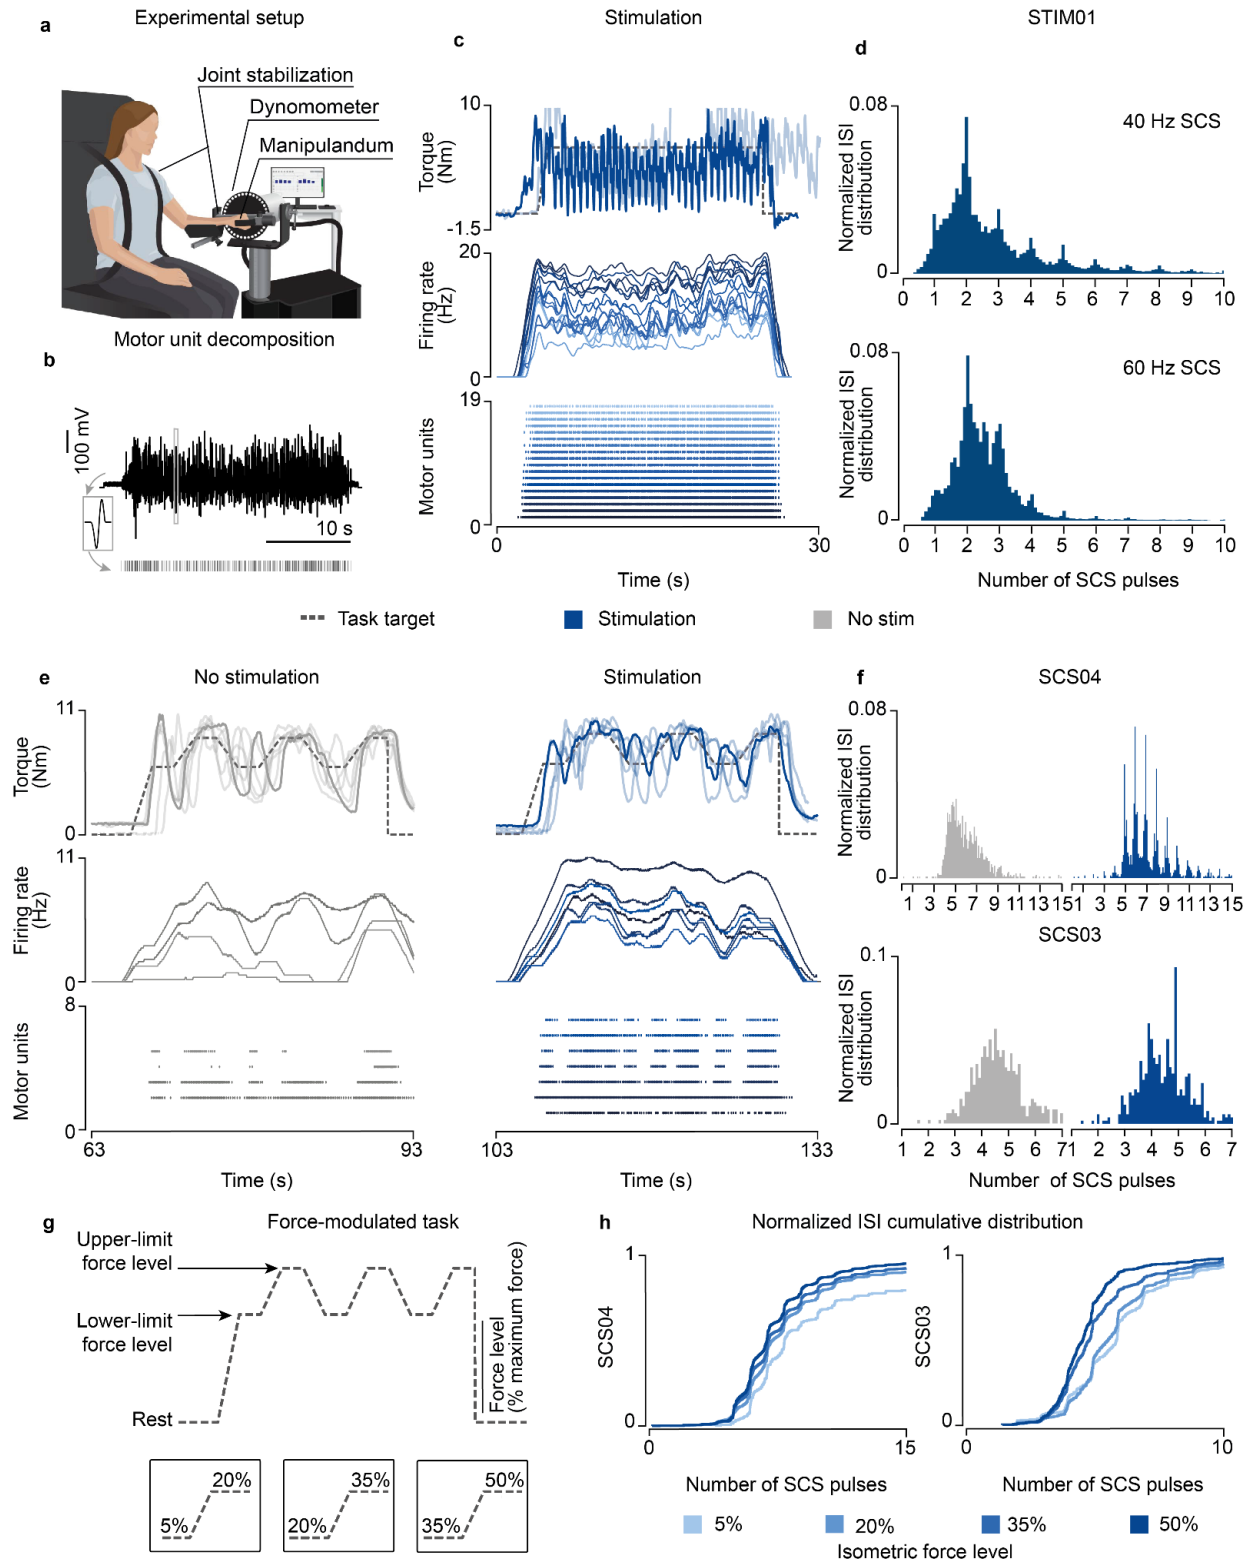 a
Experimental setup
Joint stabilization
Dynomometer
Manipulandum
Motor unit decomposition
b
100 mV
10 s
c
Stimulation
10
Torque
(Nm)
-1.5
20
Firing rate
(Hz)
0
19
Motor units
0
0
30
Time (s)
STIM01
d
0.08
Normalized ISI
distribution
40 Hz SCS
0
0 1 2 3 4 5 6 7 8 9 10
0.08
Normalized ISI
distribution
60 Hz SCS
0
0 1 2 3 4 5 6 7 8 9 10
Number of SCS pulses
Task target
Stimulation
No stim
e
No stimulation
Stimulation
11
Torque
(Nm)
0
11
Firing rate
(Hz)
0
8
Motor units
0
63
93
Time (s)
103
133
Time (s)
f
SCS04
0.08
Normalized ISI
distribution
0
1 3 5 7 9 11 13 15
1 3 5 7 9 11 13 15
SCS03
0.1
Normalized ISI
distribution
0
1 2 3 4 5 6 7
1 2 3 4 5 6 7
Number of SCS pulses
g
Force-modulated task
Upper-limit
force level
Lower-limit
force level
Rest
Force level
(% maximum force)
5%
20%
20%
35%
35%
50%
h
Normalized ISI cumulative distribution
1
SCS04
0
0
15
Number of SCS pulses
1
SCS03
0
0
10
Number of SCS pulses
5%
20%
35%
50%
Isometric force level